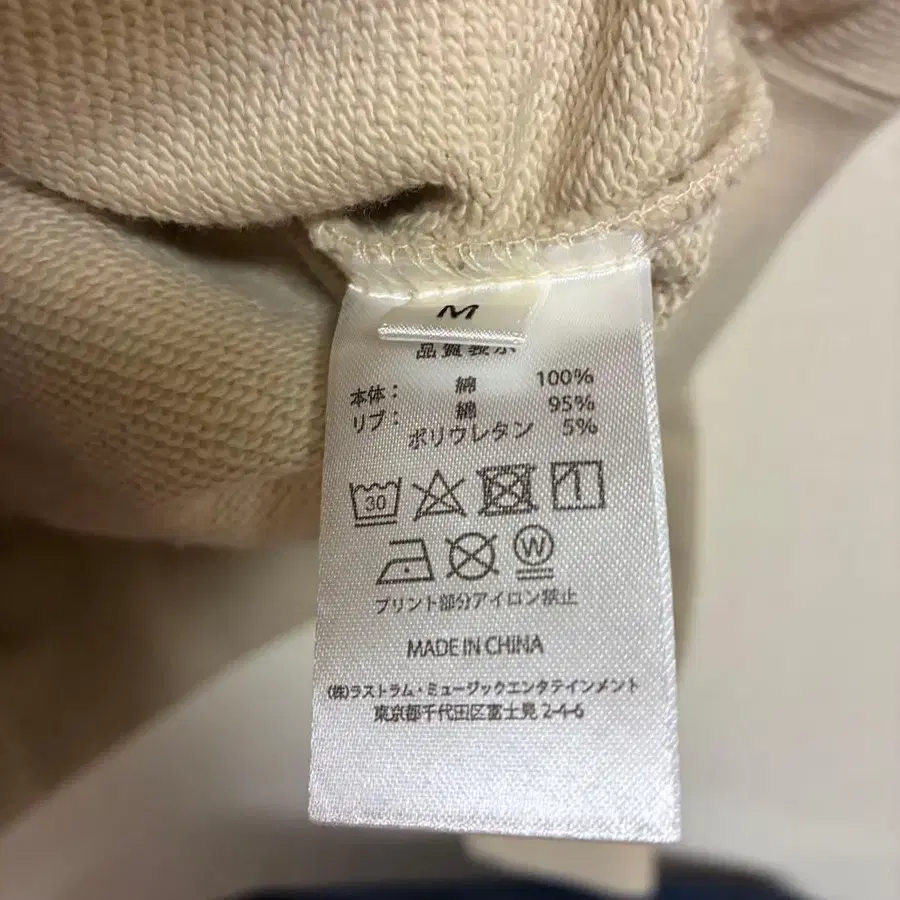 M
品質表示
本体： 綿 100%
リブ： 綿 95%
ポリウレタン 5%
30
W
プリント部分アイロン禁止
MADE IN CHINA
(株)ラストラム・ミュージックエンタテインメント
東京都千代田区富士見 2-4-6